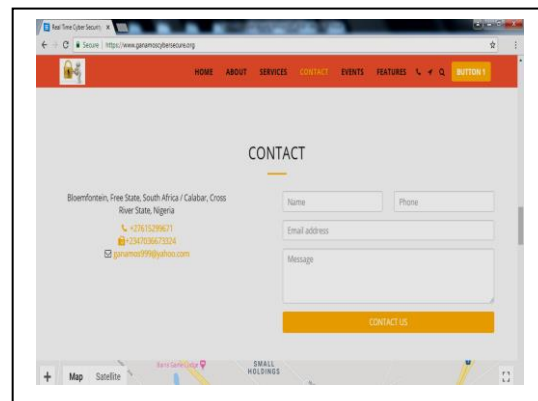 Real Time Cyber Securit
Secure | https://www.ganamoscybersecure.org
HOME ABOUT SERVICES CONTACT EVENTS FEATURES BUTTON 1
CONTACT
Bloemfontein, Free State, South Africa / Calabar, Cross
River State, Nigeria
+27615299671
+2347036673324
ganamos999@yahoo.com
Name Phone
Email address
Message
CONTACT US
Map Satellite
SMALL
HOLDINGS